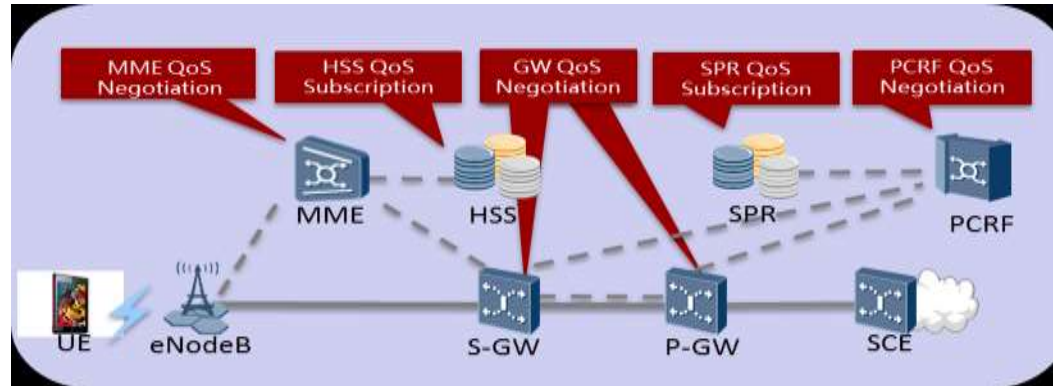 MME QoS
Negotiation
HSS QoS
Subscription
GW QoS
Negotiation
SPR QoS
Subscription
PCRF QoS
Negotiation
MME
HSS
SPR
PCRF
UE
eNodeB
S-GW
P-GW
SCE